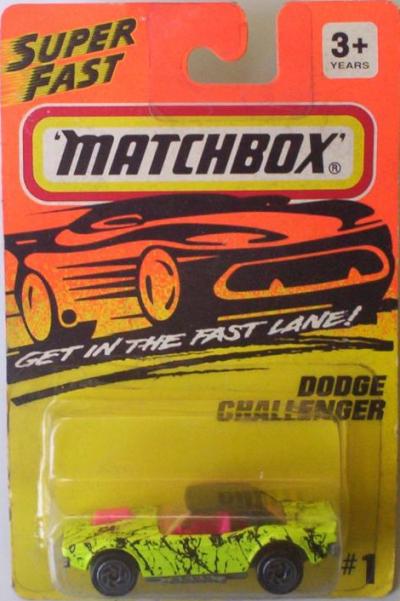 SUPER
FAST
3+
YEARS
'MATCHBOX'®
GET IN THE FAST LANE!
DODGE
CHALLENGER
#1